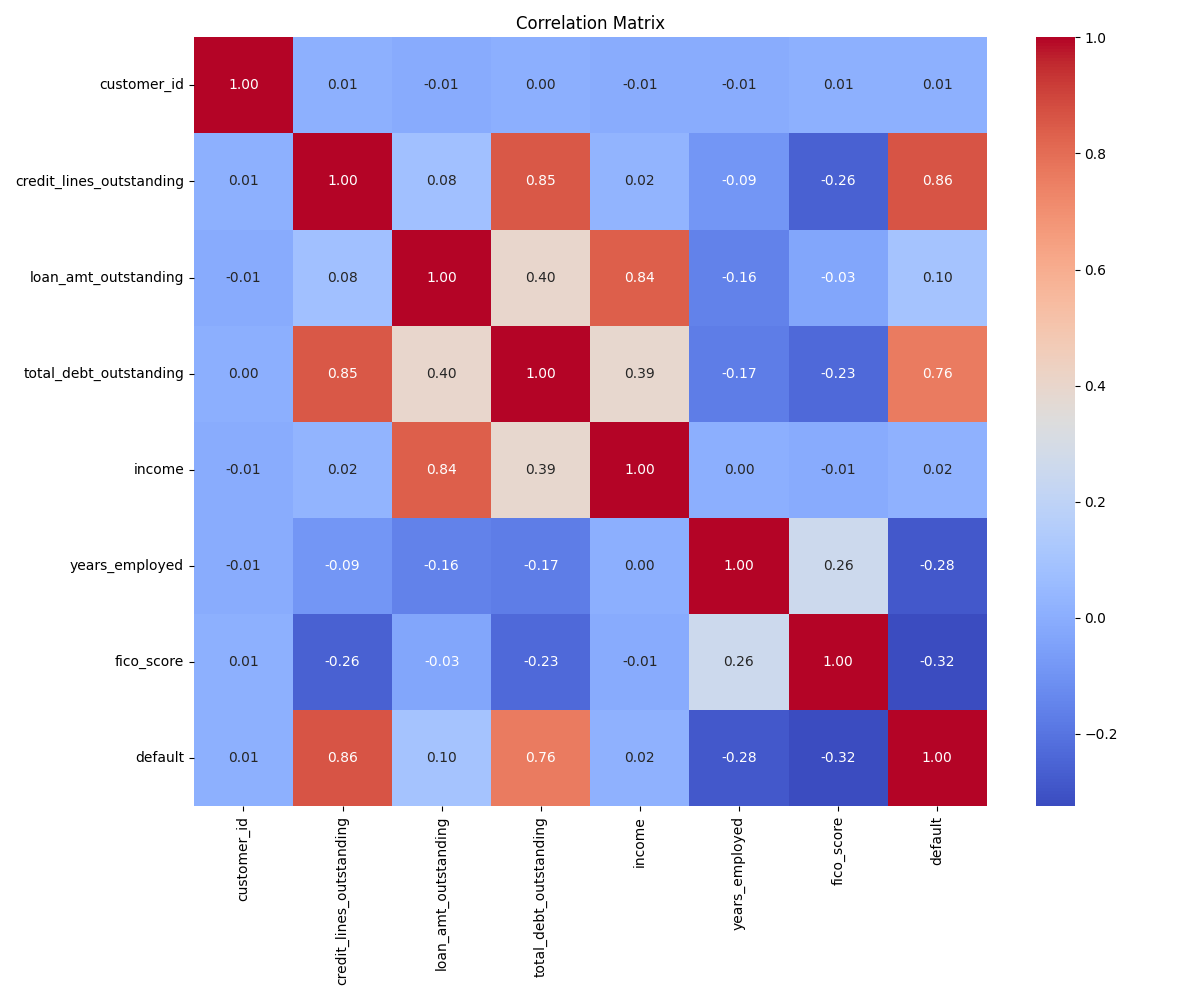 Correlation Matrix
customer_id 1.00 0.01 -0.01 0.00 -0.01 -0.01 0.01 0.01
credit_lines_outstanding 0.01 1.00 0.08 0.85 0.02 -0.09 -0.26 0.86
loan_amt_outstanding -0.01 0.08 1.00 0.40 0.84 -0.16 -0.03 0.10
total_debt_outstanding 0.00 0.85 0.40 1.00 0.39 -0.17 -0.23 0.76
income -0.01 0.02 0.84 0.39 1.00 0.00 -0.01 0.02
years_employed -0.01 -0.09 -0.16 -0.17 0.00 1.00 0.26 -0.28
fico_score 0.01 -0.26 -0.03 -0.23 -0.01 0.26 1.00 -0.32
default 0.01 0.86 0.10 0.76 0.02 -0.28 -0.32 1.00
customer_id
credit_lines_outstanding
loan_amt_outstanding
total_debt_outstanding
income
years_employed
fico_score
default
1.0
0.8
0.6
0.4
0.2
0.0
−0.2